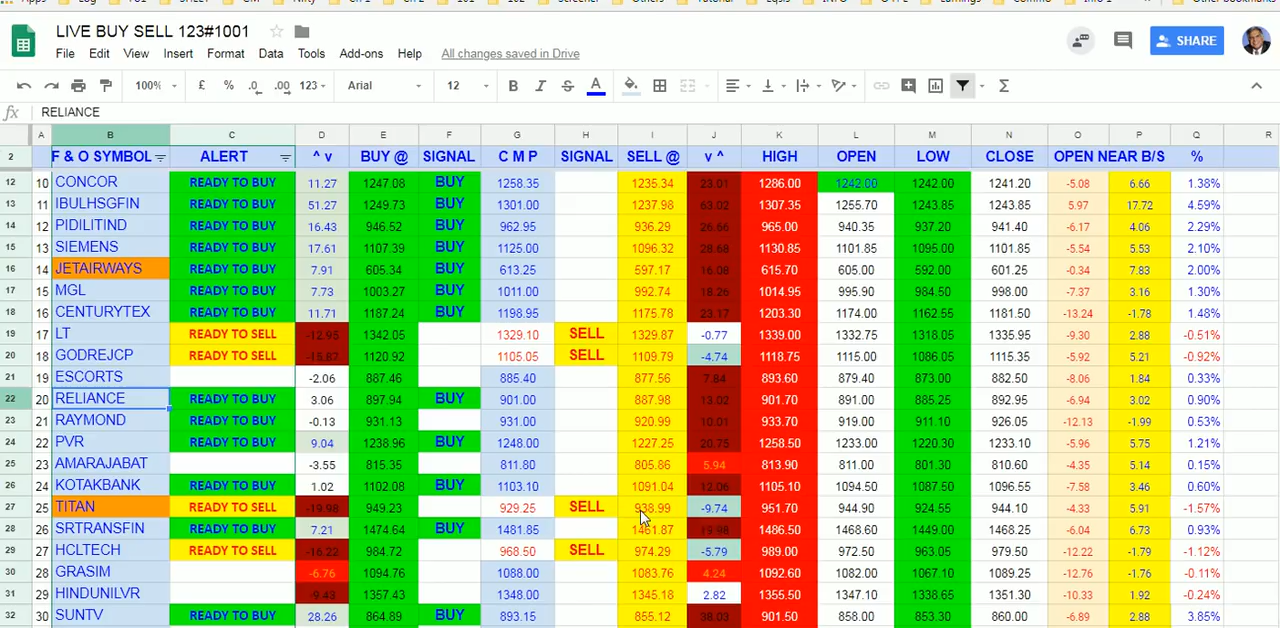 LIVE BUY SELL 123#1001
File Edit View Insert Format Data Tools Add-ons Help All changes saved in Drive
SHARE
100% £ % .0 .00 123 Arial 12 B I S A Σ
fx RELIANCE
A B C D E F G H I J K L M N O P Q R
2 F & O SYMBOL ALERT ^ v BUY @ SIGNAL C M P SIGNAL SELL @ v ^ HIGH OPEN LOW CLOSE OPEN NEAR B/S %
12 10 CONCOR READY TO BUY 11.27 1247.08 BUY 1258.35 1235.34 23.01 1286.00 1242.00 1242.00 1241.20 -5.08 6.66 1.38%
13 11 IBULHSGFIN READY TO BUY 51.27 1249.73 BUY 1301.00 1237.98 63.02 1307.35 1255.70 1243.85 1243.85 5.97 17.72 4.59%
14 12 PIDILITIND READY TO BUY 16.43 946.52 BUY 962.95 936.29 26.66 965.00 940.35 937.20 941.40 -6.17 4.06 2.29%
15 13 SIEMENS READY TO BUY 17.61 1107.39 BUY 1125.00 1096.32 28.68 1130.85 1101.85 1095.00 1101.85 -5.54 5.53 2.10%
16 14 JETAIRWAYS READY TO BUY 7.91 605.34 BUY 613.25 597.17 16.08 615.70 605.00 592.00 601.25 -0.34 7.83 2.00%
17 15 MGL READY TO BUY 7.73 1003.27 BUY 1011.00 992.74 18.26 1014.95 995.90 984.50 998.00 -7.37 3.16 1.30%
18 16 CENTURYTEX READY TO BUY 11.71 1187.24 BUY 1198.95 1175.78 23.17 1203.30 1174.00 1162.55 1181.50 -13.24 -1.78 1.48%
19 17 LT READY TO SELL -12.95 1342.05 1329.10 SELL 1329.87 -0.77 1339.00 1332.75 1318.05 1335.95 -9.30 2.88 -0.51%
20 18 GODREJCP READY TO SELL -15.87 1120.92 1105.05 SELL 1109.79 -4.74 1118.75 1115.00 1086.05 1115.35 -5.92 5.21 -0.92%
21 19 ESCORTS -2.06 887.46 885.40 877.56 7.84 893.60 879.40 873.00 882.50 -8.06 1.84 0.33%
22 20 RELIANCE READY TO BUY 3.06 897.94 BUY 901.00 887.98 13.02 901.70 891.00 885.25 892.95 -6.94 3.02 0.90%
23 21 RAYMOND READY TO BUY -0.13 931.13 931.00 920.99 10.01 933.70 919.00 911.10 926.05 -12.13 -1.99 0.53%
24 22 PVR READY TO BUY 9.04 1238.96 BUY 1248.00 1227.25 20.75 1258.50 1233.00 1220.30 1233.10 -5.96 5.75 1.21%
25 23 AMARAJABAT -3.55 815.35 811.80 805.86 5.94 813.90 811.00 801.30 810.60 -4.35 5.14 0.15%
26 24 KOTAKBANK READY TO BUY 1.02 1102.08 BUY 1103.10 1091.04 12.06 1105.10 1094.50 1087.50 1096.55 -7.58 3.46 0.60%
27 25 TITAN READY TO SELL -19.98 949.23 929.25 SELL 938.99 -9.74 951.70 944.90 924.55 944.10 -4.33 5.91 -1.57%
28 26 SRTRANSFIN READY TO BUY 7.21 1474.64 BUY 1481.85 1461.87 19.98 1486.50 1468.60 1449.00 1468.25 -6.04 6.73 0.93%
29 27 HCLTECH READY TO SELL -16.22 984.72 968.50 SELL 974.29 -5.79 989.00 972.50 963.05 979.50 -12.22 -1.79 -1.12%
30 28 GRASIM -6.76 1094.76 1088.00 1083.76 4.24 1092.60 1082.00 1067.10 1089.25 -12.76 -1.76 -0.11%
31 29 HINDUNILVR -9.43 1357.43 1348.00 1345.18 2.82 1355.50 1347.10 1338.65 1351.30 -10.33 1.92 -0.24%
32 30 SUNTV READY TO BUY 28.26 864.89 BUY 893.15 855.12 38.03 901.50 858.00 853.30 860.00 -6.89 2.88 3.85%